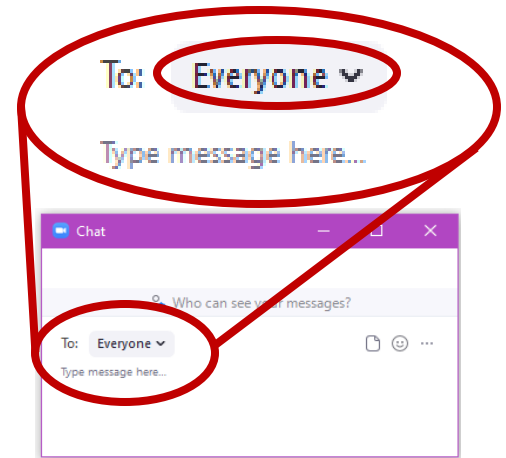 To: Everyone
Type message here...
Chat
Who can see your messages?
To: Everyone
Type message here...